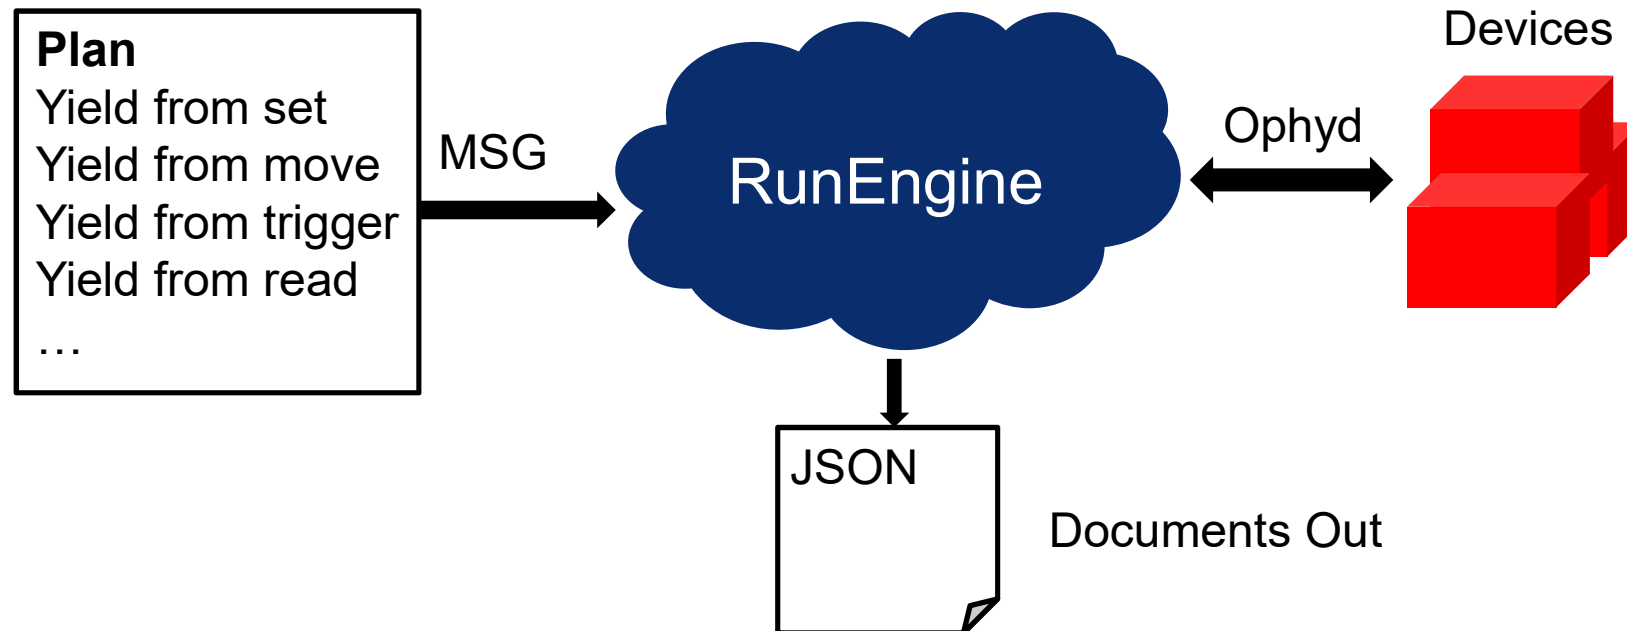 Plan
Yield from set
Yield from move
Yield from trigger
Yield from read
…
MSG
RunEngine
Ophyd
Devices
JSON
Documents Out